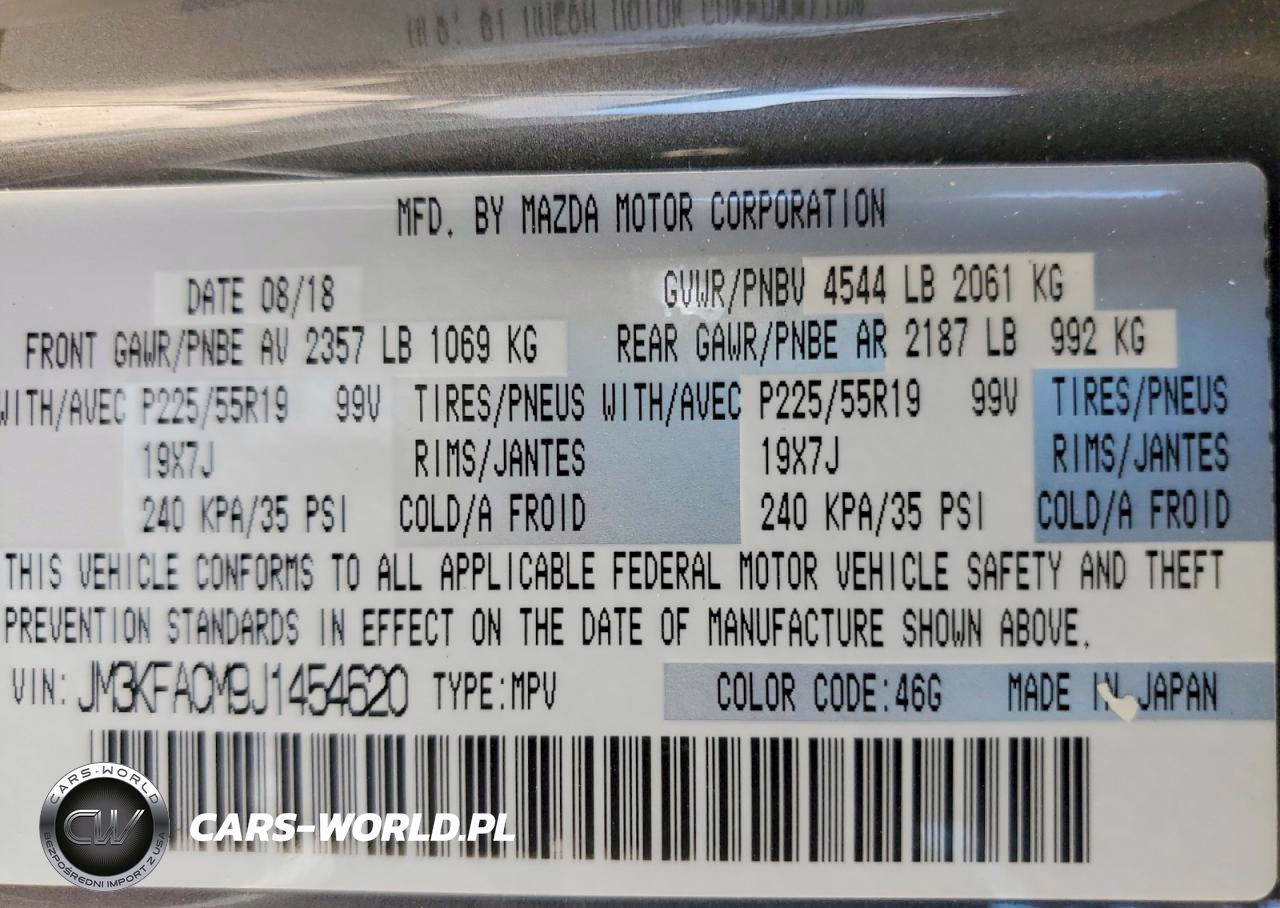 MFD. BY MAZDA MOTOR CORPORATION
DATE 08/18 GVWR/PNBV 4544 LB 2061 KG
FRONT GAWR/PNBE AV 2357 LB 1069 KG REAR GAWR/PNBE AR 2187 LB 992 KG
WITH/AVEC P225/55R19 99V TIRES/PNEUS WITH/AVEC P225/55R19 99V TIRES/PNEUS
19X7J RIMS/JANTES 19X7J RIMS/JANTES
240 KPA/35 PSI COLD/A FROID 240 KPA/35 PSI COLD/A FROID
THIS VEHICLE CONFORMS TO ALL APPLICABLE FEDERAL MOTOR VEHICLE SAFETY AND THEFT
PREVENTION STANDARDS IN EFFECT ON THE DATE OF MANUFACTURE SHOWN ABOVE.
VIN: JM3KFACM9J1454620 TYPE:MPV COLOR CODE:46G MADE IN JAPAN
CARS-WORLD
CW
BEZPOŚREDNI IMPORT Z USA
CARS-WORLD.PL